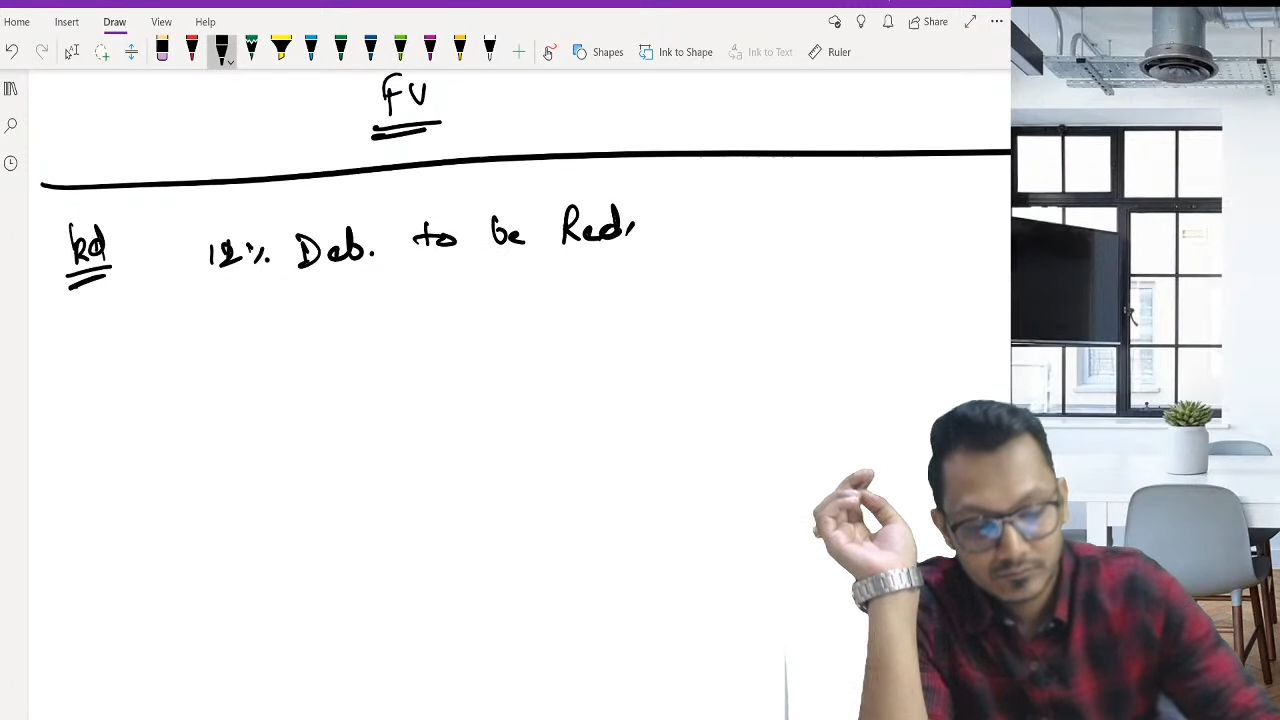 Home Insert Draw View Help Share
Shapes Ink to Shape Ink to Text Ruler
FV
kd 12% Deb. to be Red,